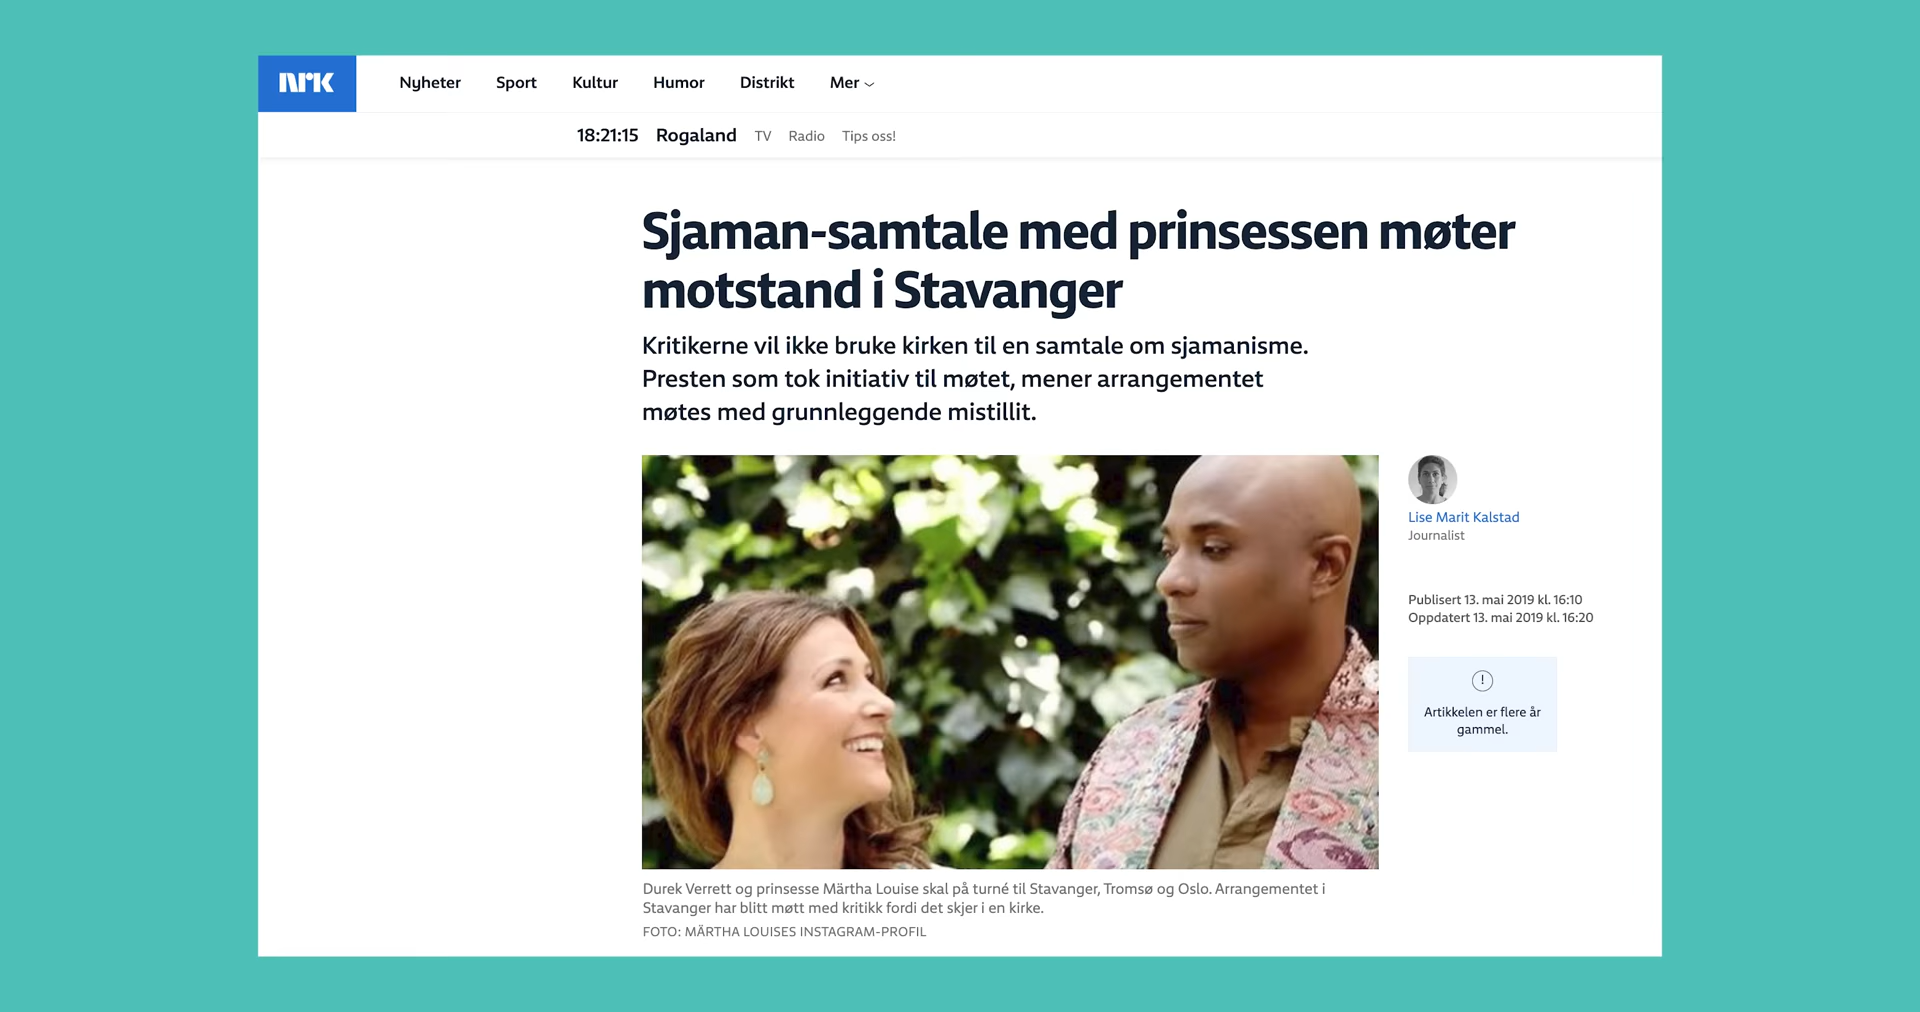 NRK
Nyheter Sport Kultur Humor Distrikt Mer
18:21:15 Rogaland TV Radio Tips oss!
Sjaman-samtale med prinsessen møter
motstand i Stavanger
Kritikerne vil ikke bruke kirken til en samtale om sjamanisme.
Presten som tok initiativ til møtet, mener arrangementet
møtes med grunnleggende mistillit.
Lise Marit Kalstad
Journalist
Publisert 13. mai 2019 kl. 16:10
Oppdatert 13. mai 2019 kl. 16:20
!
Artikkelen er flere år
gammel.
Durek Verrett og prinsesse Märtha Louise skal på turné til Stavanger, Tromsø og Oslo. Arrangementet i
Stavanger har blitt møtt med kritikk fordi det skjer i en kirke.
FOTO: MÄRTHA LOUISES INSTAGRAM-PROFIL